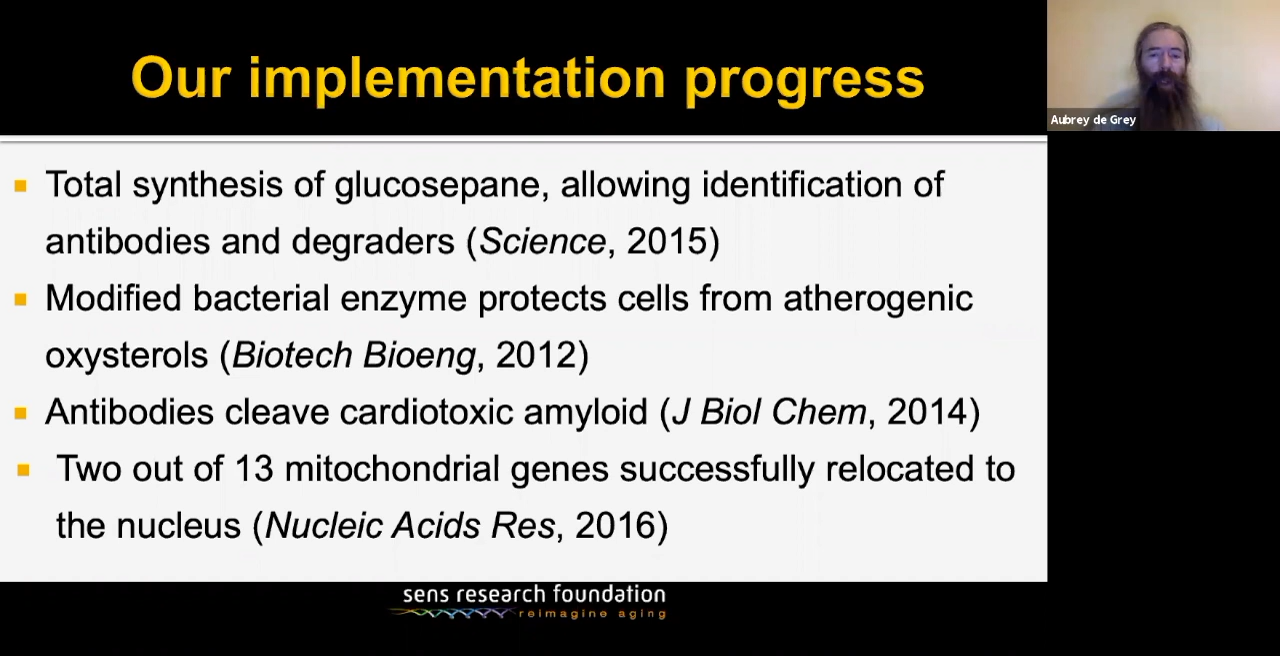 Our implementation progress
Aubrey de Grey
Total synthesis of glucosepane, allowing identification of
antibodies and degraders (Science, 2015)
Modified bacterial enzyme protects cells from atherogenic
oxysterols (Biotech Bioeng, 2012)
Antibodies cleave cardiotoxic amyloid (J Biol Chem, 2014)
Two out of 13 mitochondrial genes successfully relocated to
the nucleus (Nucleic Acids Res, 2016)
sens research foundation
reimagine aging